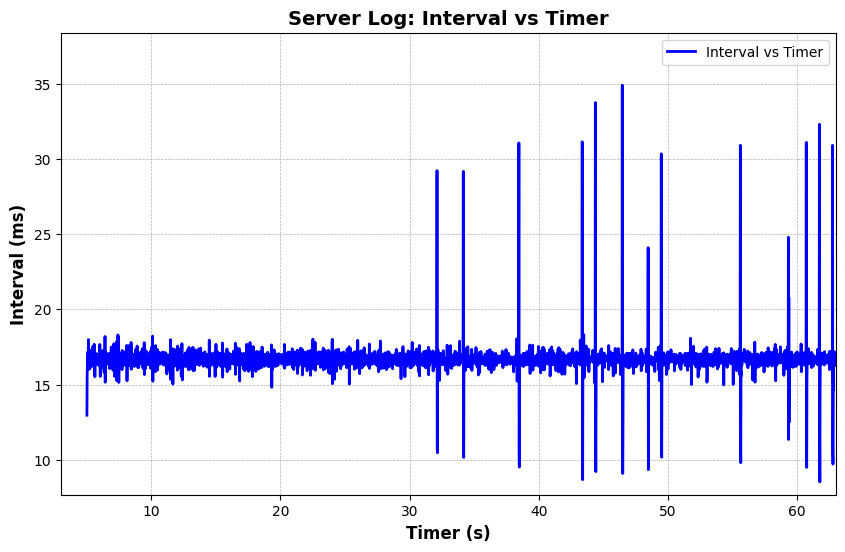 Server Log: Interval vs Timer
Interval vs Timer
35
30
25
20
15
10
Interval (ms)
10 20 30 40 50 60
Timer (s)